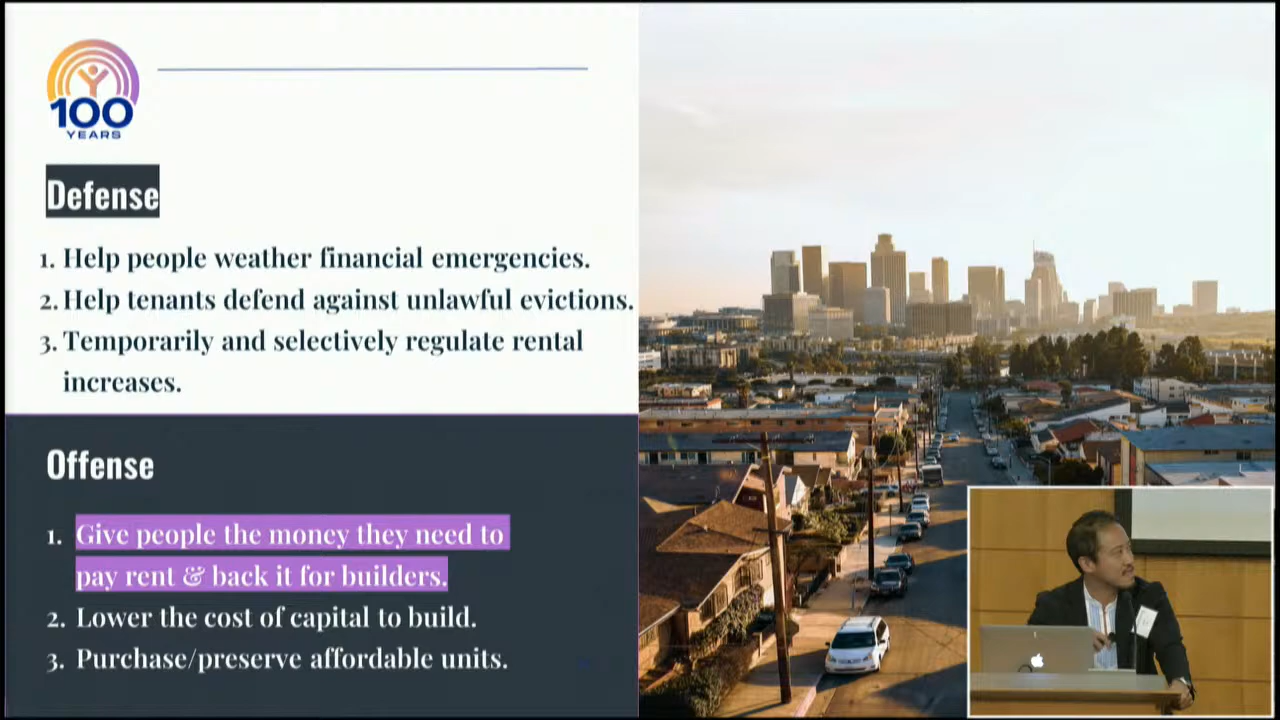 100
YEARS
Defense
1. Help people weather financial emergencies.
2. Help tenants defend against unlawful evictions.
3. Temporarily and selectively regulate rental
increases.
Offense
1. Give people the money they need to
pay rent & back it for builders.
2. Lower the cost of capital to build.
3. Purchase/preserve affordable units.